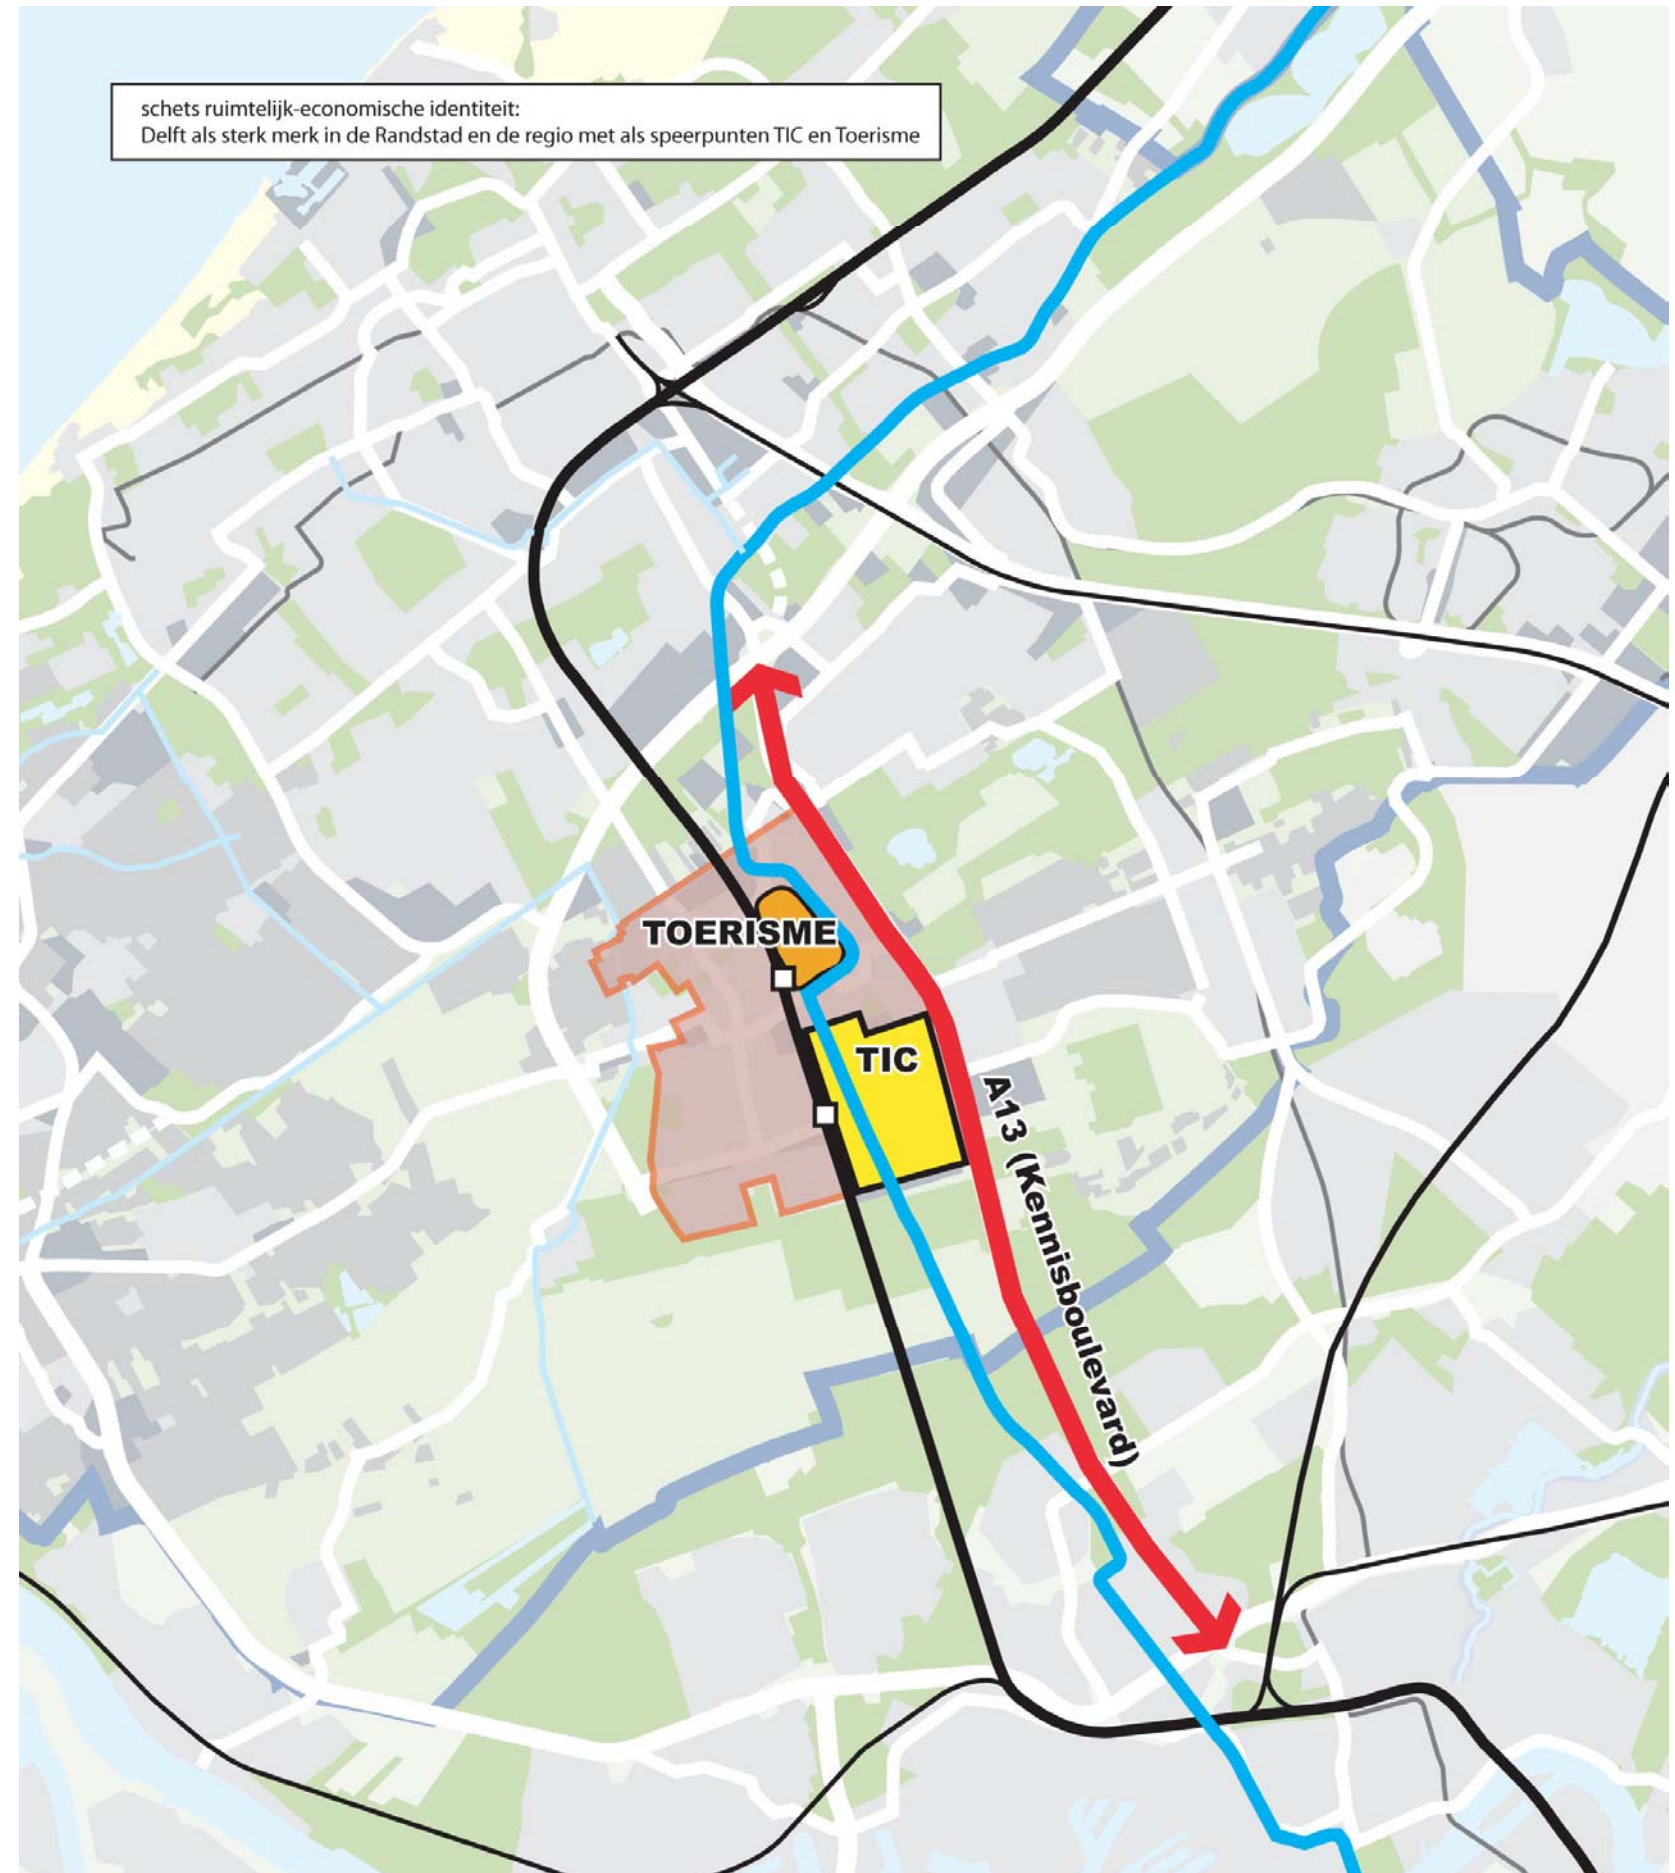 schets ruimtelijk-economische identiteit:
Delft als sterk merk in de Randstad en de regio met als speerpunten TIC en Toerisme
TOERISME
TIC
A13 (Kennisboulevard)